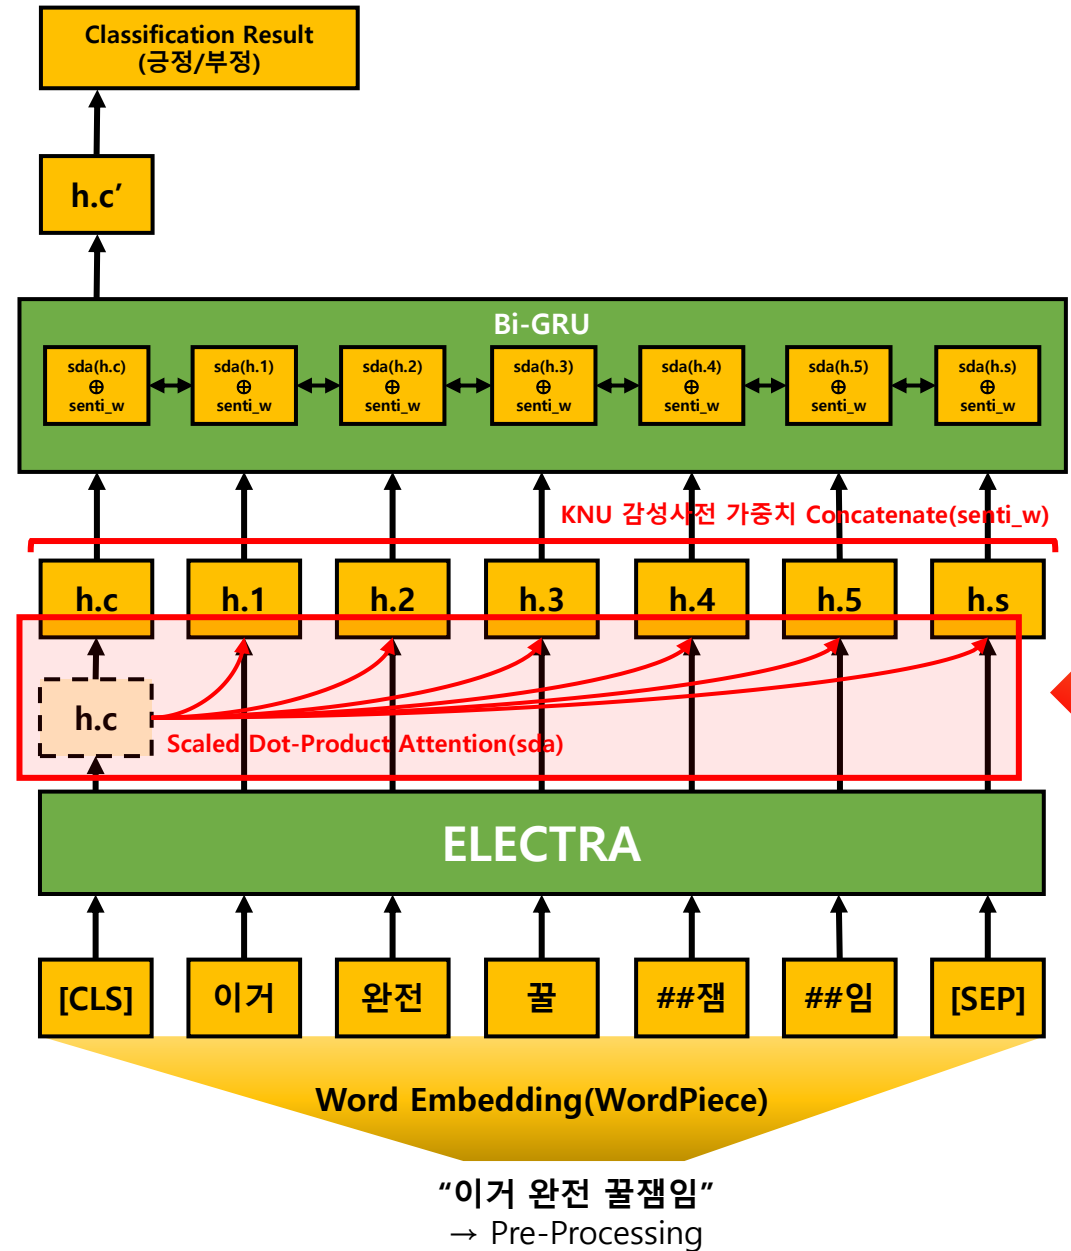 Classification Result
(긍정/부정)
h.c’
Bi-GRU
sda(h.c)
⊕
senti_w
sda(h.1)
⊕
senti_w
sda(h.2)
⊕
senti_w
sda(h.3)
⊕
senti_w
sda(h.4)
⊕
senti_w
sda(h.5)
⊕
senti_w
sda(h.s)
⊕
senti_w
KNU 감성사전 가중치 Concatenate(senti_w)
h.c
h.1
h.2
h.3
h.4
h.5
h.s
h.c
Scaled Dot-Product Attention(sda)
ELECTRA
[CLS]
이거
완전
꿀
##잼
##임
[SEP]
Word Embedding(WordPiece)
“이거 완전 꿀잼임”
→ Pre-Processing